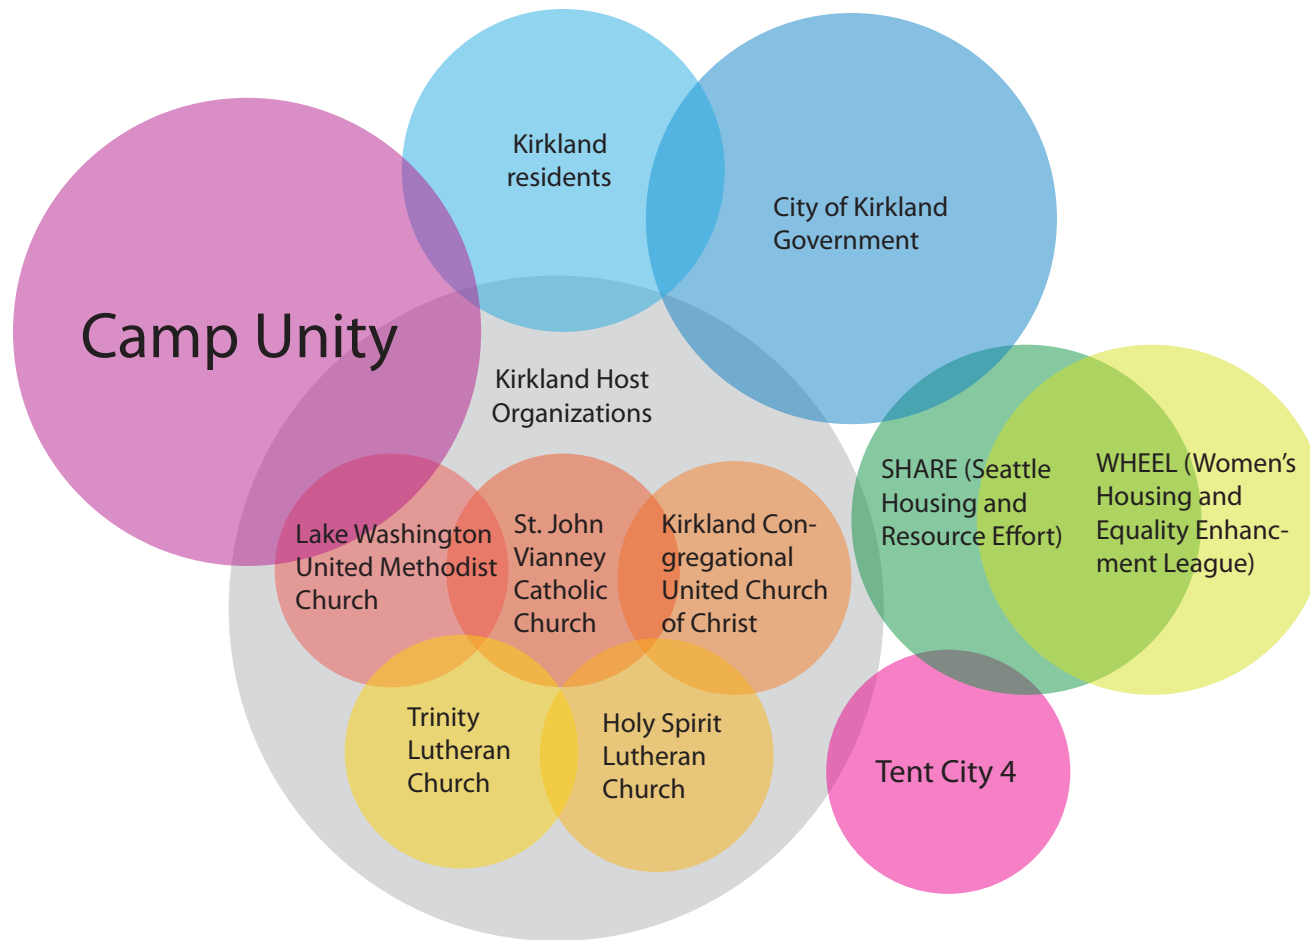 Kirkland
residents
City of Kirkland
Government
Camp Unity
Kirkland Host
Organizations
SHARE (Seattle
Housing and
Resource Effort)
WHEEL (Women’s
Housing and
Equality Enhanc-
ment League)
Lake Washington
United Methodist
Church
St. John
Vianney
Catholic
Church
Kirkland Con-
gregational
United Church
of Christ
Trinity
Lutheran
Church
Holy Spirit
Lutheran
Church
Tent City 4